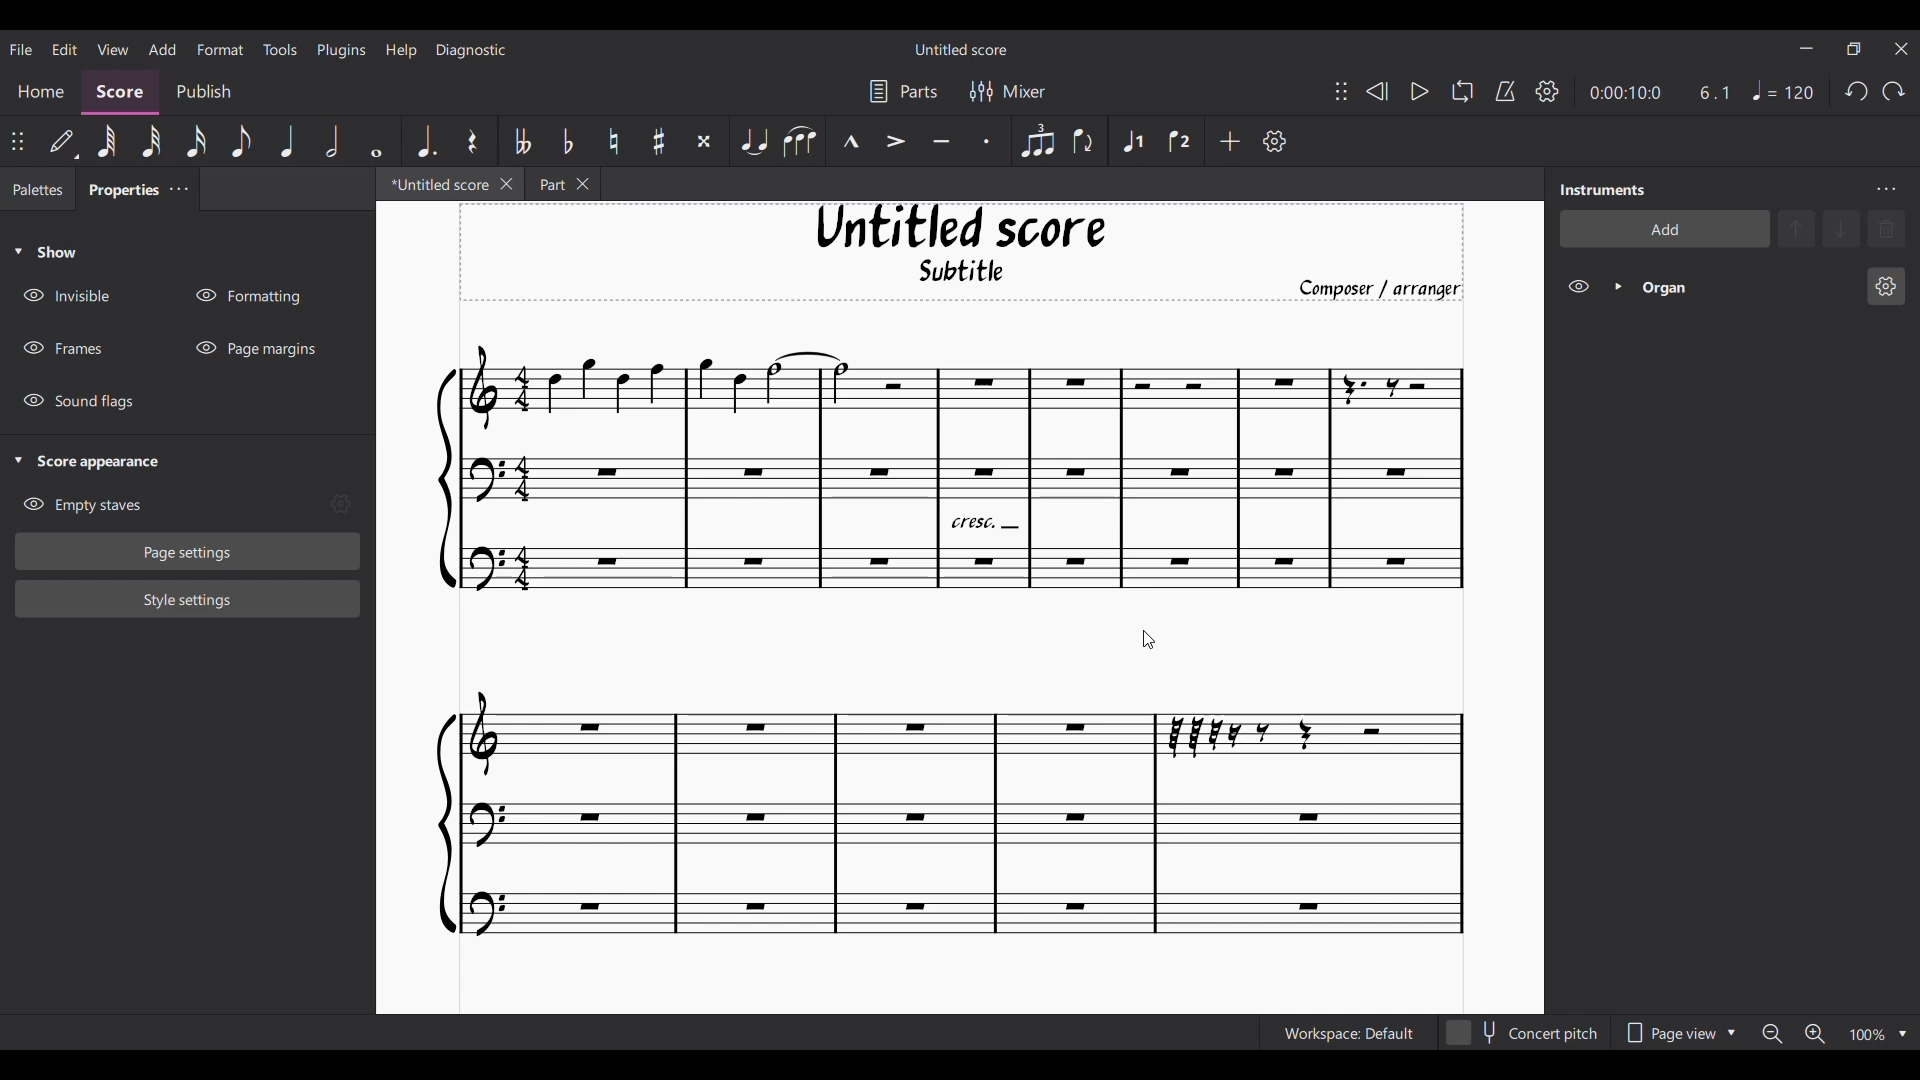 File Edit View Add Format Tools Plugins Help Diagnostic
Untitled score
Home Score Publish
Parts Mixer
0:00:10:0 6 . 1 = 120
Palettes Properties
*Untitled score Part
Instruments
Add
Organ
Show
Invisible Formatting
Frames Page margins
Sound flags
Score appearance
Empty staves
Page settings
Style settings
Untitled score
Subtitle
Composer / arranger
cresc.
Workspace: Default Concert pitch Page view 100%